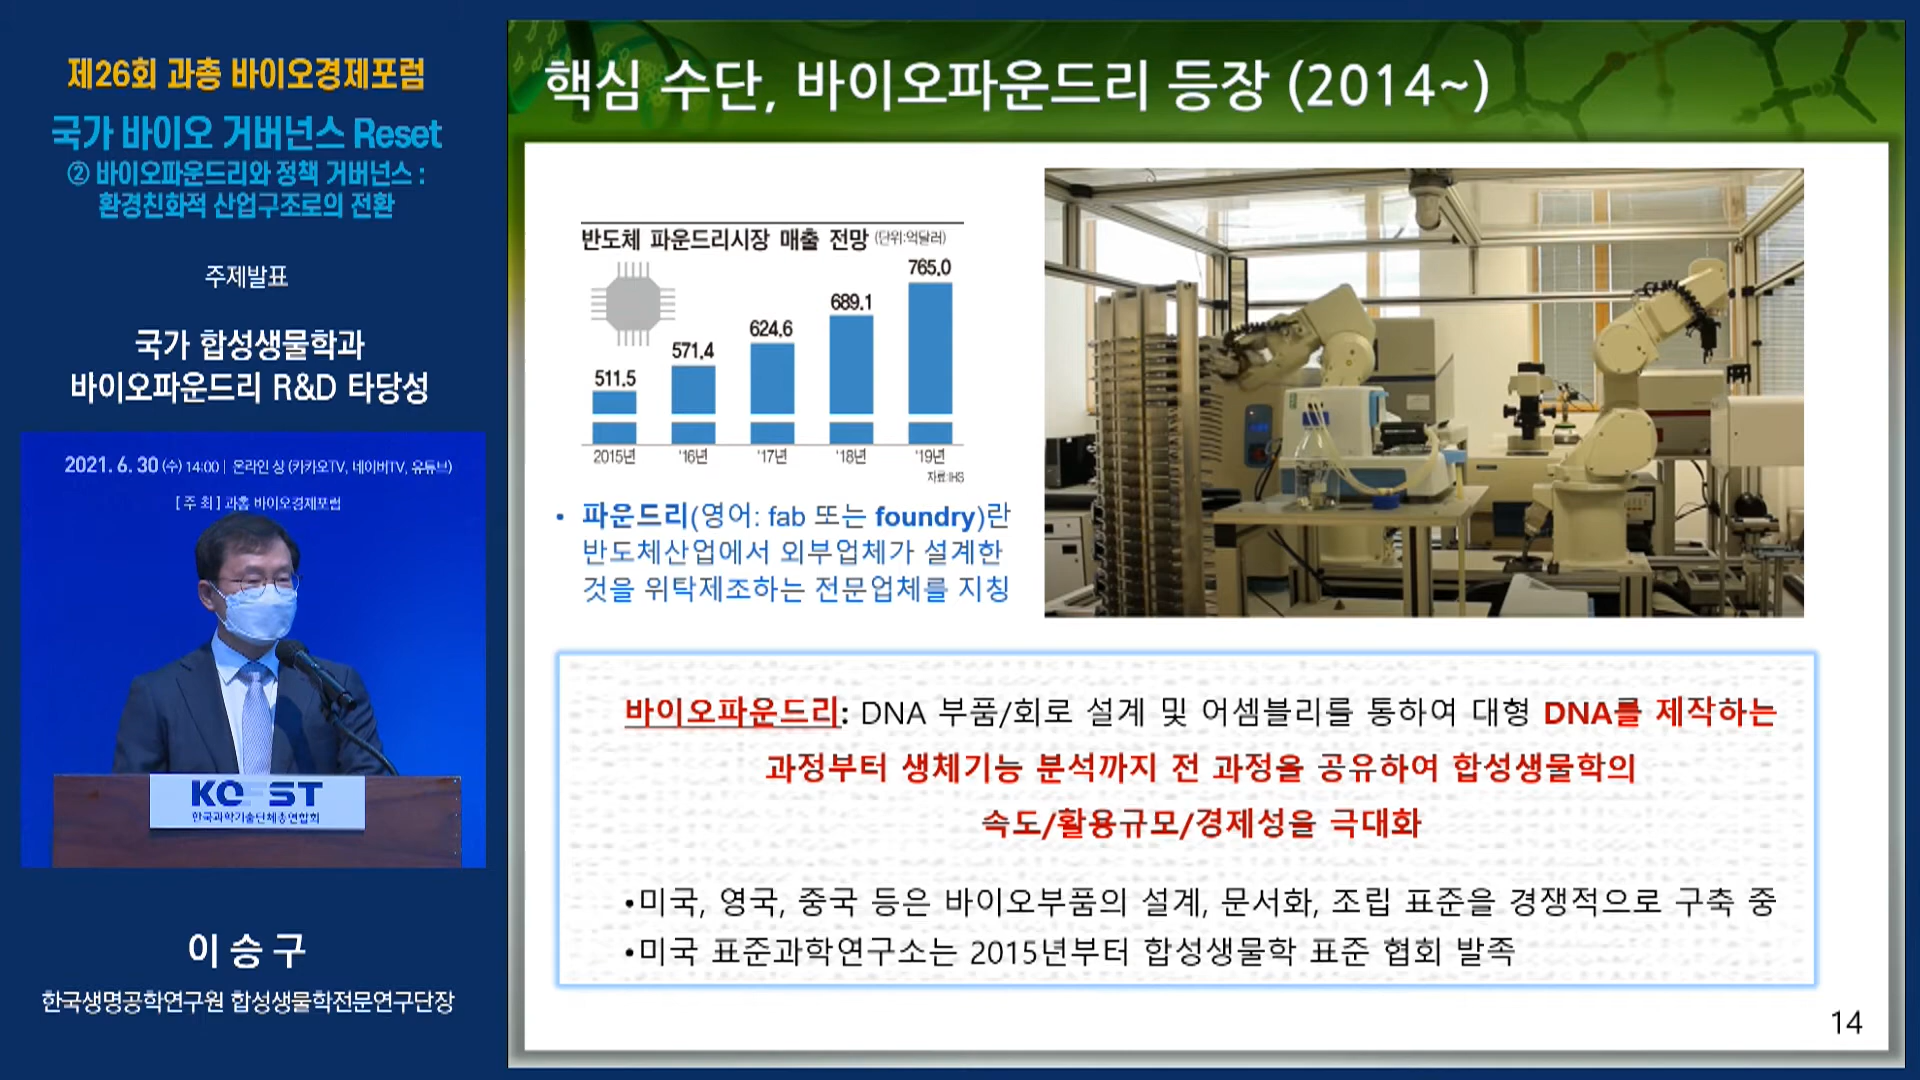 제26회 과총 바이오경제포럼
국가 바이오 거버넌스 Reset
② 바이오파운드리와 정책 거버넌스 :
환경친화적 산업구조로의 전환
주제발표
국가 합성생물학과
바이오파운드리 R&D 타당성
2021. 6. 30 (수) 14:00 | 온라인 상 (카카오TV, 네이버TV, 유튜브)
[ 주 최 ] 과총 바이오경제포럼
한국과학기술단체총연합회
이 승 구
한국생명공학연구원 합성생물학전문연구단장
핵심 수단, 바이오파운드리 등장 (2014~)
반도체 파운드리시장 매출 전망 (단위:억달러)
511.5
571.4
624.6
689.1
765.0
2015년 '16년 '17년 '18년 '19년
자료:IHS
• 파운드리(영어: fab 또는 foundry)란
반도체산업에서 외부업체가 설계한
것을 위탁제조하는 전문업체를 지칭
바이오파운드리: DNA 부품/회로 설계 및 어셈블리를 통하여 대형 DNA를 제작하는
과정부터 생체기능 분석까지 전 과정을 공유하여 합성생물학의
속도/활용규모/경제성을 극대화
•미국, 영국, 중국 등은 바이오부품의 설계, 문서화, 조립 표준을 경쟁적으로 구축 중
•미국 표준과학연구소는 2015년부터 합성생물학 표준 협회 발족
14